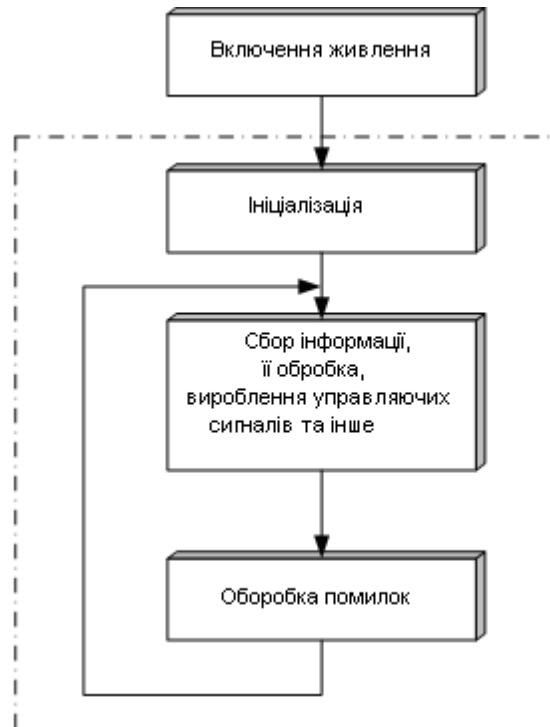 Включення живлення
Ініціалізація
Сбор інформації,
її обробка,
вироблення управляючих
сигналів та інше
Оборобка помилок